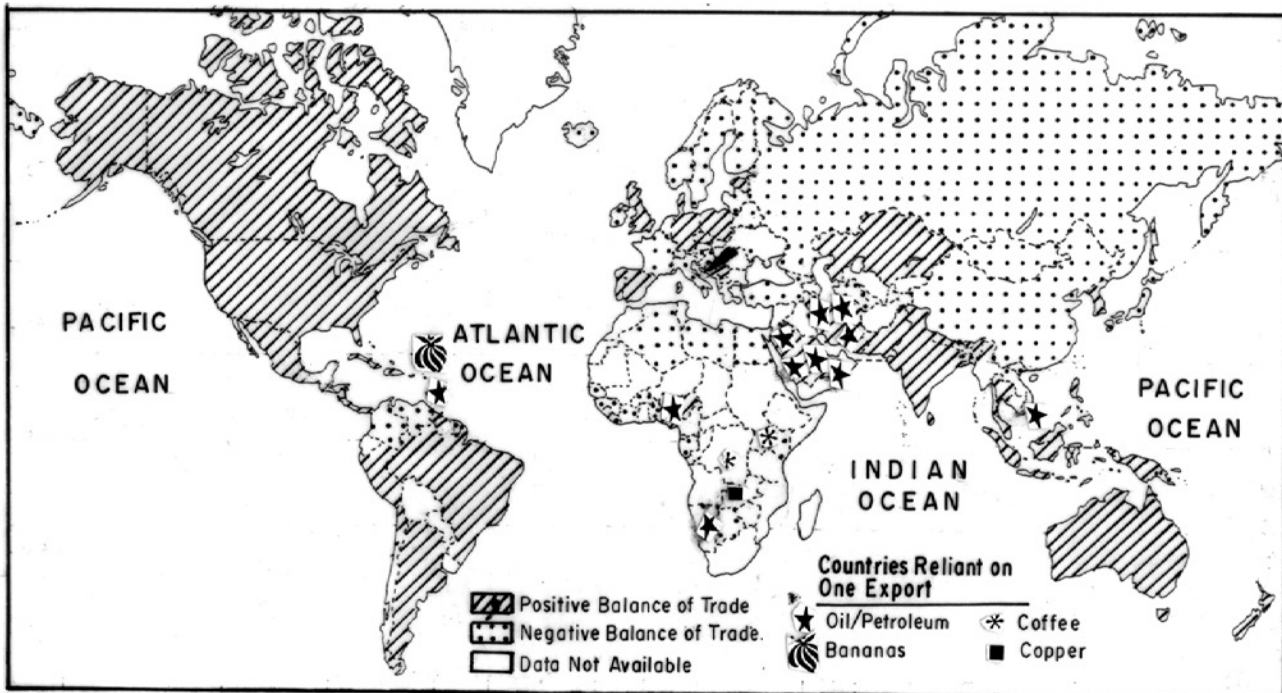 PACIFIC
OCEAN
ATLANTIC
OCEAN
INDIAN
OCEAN
PACIFIC
OCEAN
Positive Balance of Trade
Negative Balance of Trade.
Data Not Available
Countries Reliant on
One Export
Oil/Petroleum
Coffee
Bananas
Copper